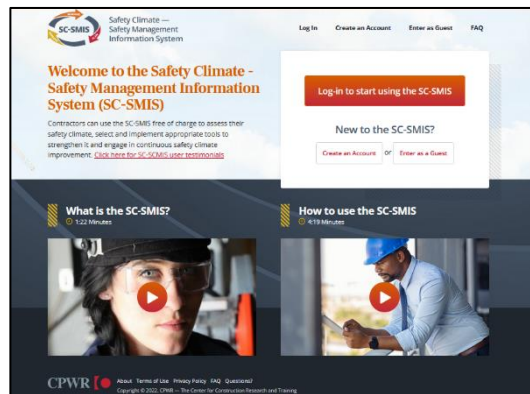 SC-SMIS
Safety Climate —
Safety Management
Information System
Log In Create an Account Enter as Guest FAQ
Welcome to the Safety Climate -
Safety Management Information
System (SC-SMIS)
Contractors can use the SC-SMIS free of charge to assess their
safety climate, select and implement appropriate tools to
strengthen it and engage in continuous safety climate
improvement. Click here for SC-SCMIS user testimonials
Log-in to start using the SC-SMIS
New to the SC-SMIS?
Create an Account or Enter as a Guest
What is the SC-SMIS?
1:22 Minutes
How to use the SC-SMIS
4:19 Minutes
CPWR
About Terms of Use Privacy Policy FAQ Questions?
Copyright © 2022, CPWR — The Center for Construction Research and Training